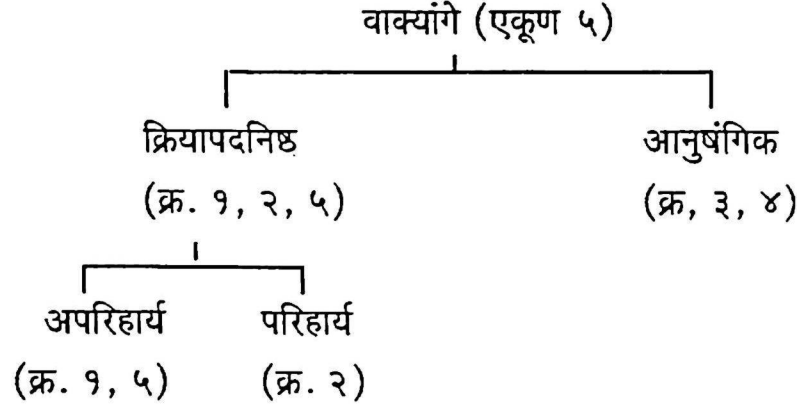 वाक्यांगे (एकूण ५)
क्रियापदनिष्ठ आनुषंगिक
(क्र. १, २, ५) (क्र, ३, ४)
अपरिहार्य परिहार्य
(क्र. १, ५) (क्र. २)